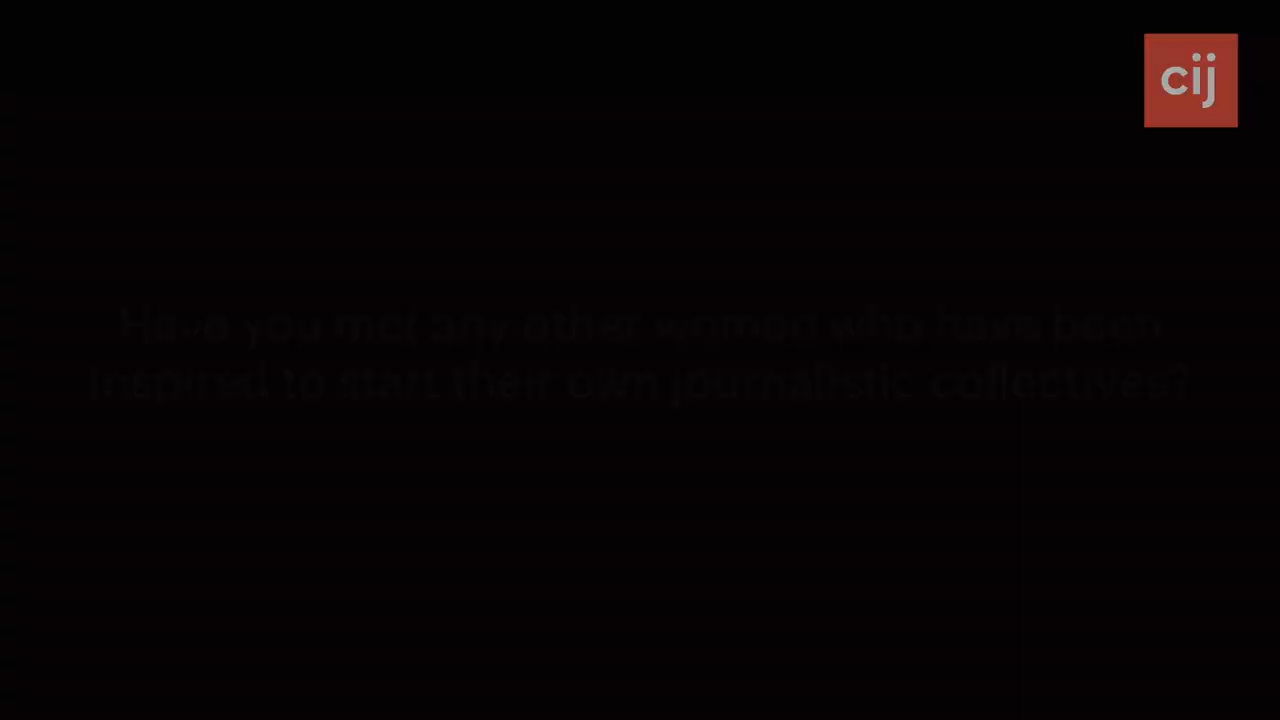 cij
Have you met any other women who have been
inspired to start their own journalistic collectives?